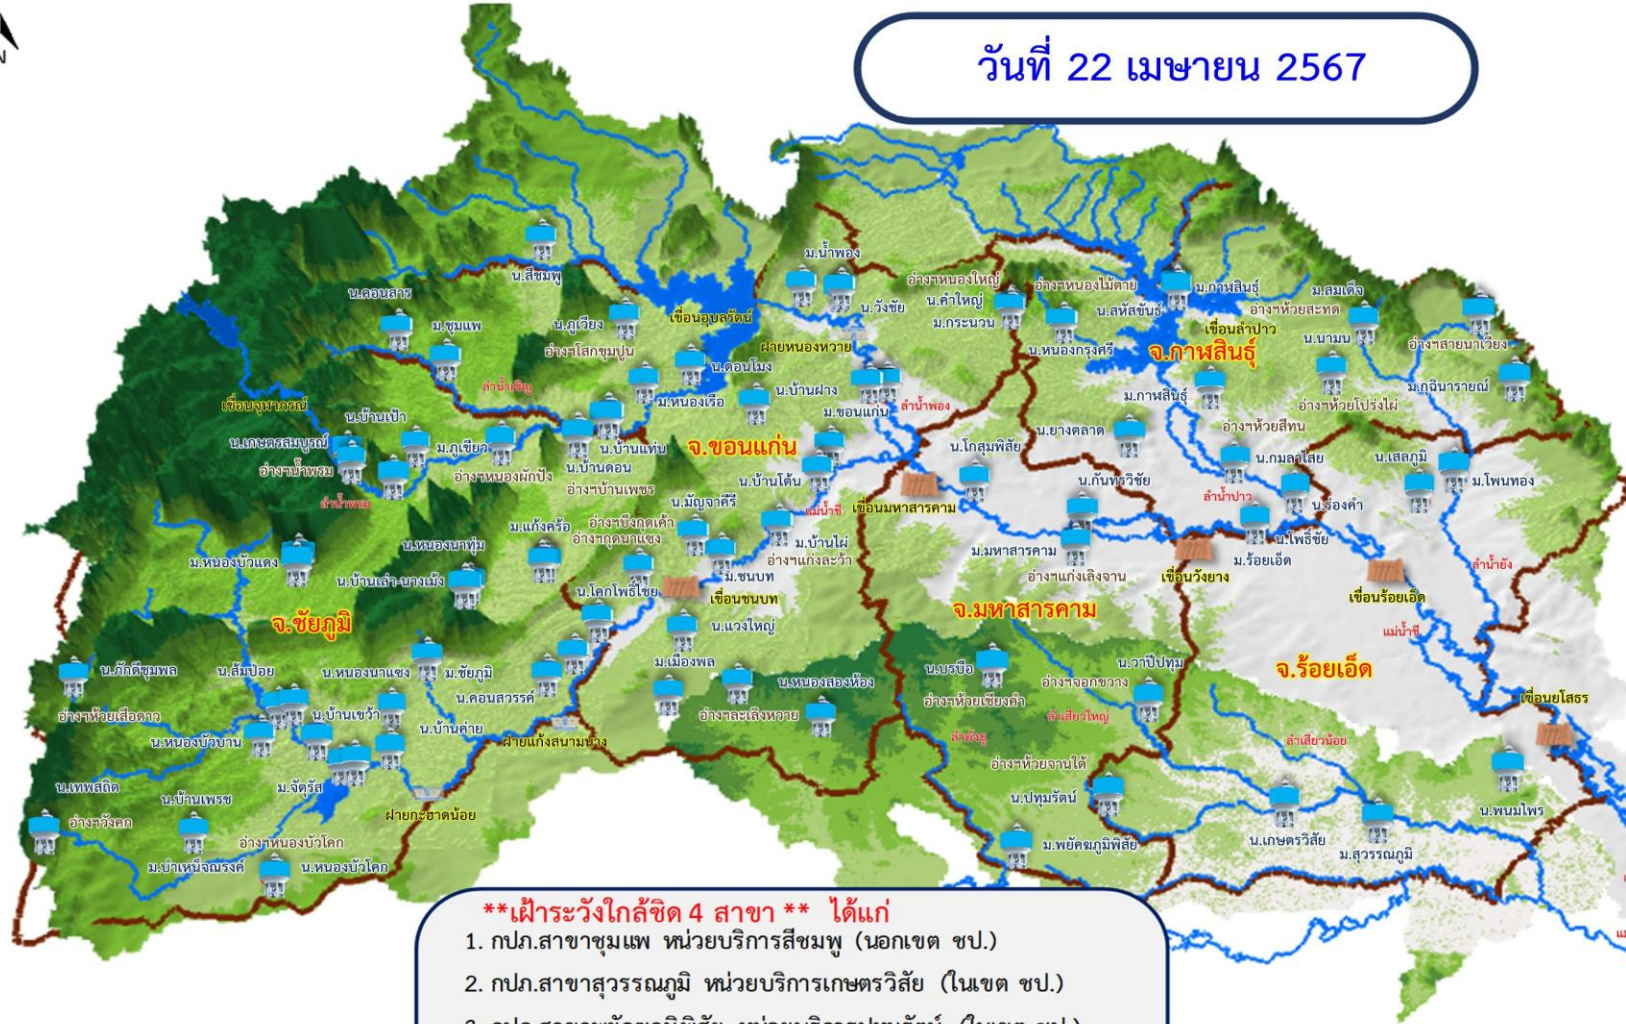 วันที่ 22 เมษายน 2567
ม.น้ำพอง
น.สีชมพู
น.คอนสาร
ม.ชุมแพ
น.ภูเวียง
อ่างฯโสกขุมปูน
เขื่อนอุบลรัตน์
น.วังชัย
ฝายหนองหวาย
อ่างฯหนองใหญ่
น.คำใหญ่
ม.กระนวน
อ่างฯหนองไม้ตาย
น.สหัสขันธ์
ม.กาฬสินธุ์
อ่างฯห้วยสะทด
ม.สมเด็จ
เขื่อนลำปาว
จ.กาฬสินธุ์
น.นามน
อ่างฯสายนาเวียง
น.หนองกุงศรี
น.ดอนโมง
ลำน้ำเชิญ
ม.หนองเรือ
น.บ้านฝาง
ม.ขอนแก่น
ลำน้ำพอง
ม.กาฬสินธุ์
ม.กุฉินารายณ์
อ่างฯห้วยโปร่งไผ่
อ่างฯห้วยสีทน
เขื่อนจุฬาภรณ์
น.บ้านเป้า
น.เกษตรสมบูรณ์
อ่างฯน้ำพรม
ลำน้ำพรม
ม.ภูเขียว
อ่างฯหนองผักปัง
น.บ้านแท่น
น.บ้านดอน
อ่างฯบ้านเพชร
จ.ขอนแก่น
น.ยางตลาด
น.โกสุมพิสัย
น.บ้านโต้น
น.กมลาไสย
น.เสลภูมิ
ม.โพนทอง
น.กันทรวิชัย
ลำน้ำปาว
น.ร่องคำ
เขื่อนมหาสารคาม
น.มัญจาคีรี
แม่น้ำชี
ม.แก้งคร้อ
อ่างฯบึงกุดเค้า
อ่างฯกุดนาแซง
ม.บ้านไผ่
อ่างฯแก่งละว้า
น.โพธิ์ชัย
ม.ร้อยเอ็ด
ม.มหาสารคาม
อ่างฯแก่งเลิงจาน
เขื่อนวังยาง
ลำน้ำยัง
เขื่อนร้อยเอ็ด
ม.หนองบัวแดง
น.หนองนาทุ่ม
น.บ้านเล่า-นางเม้ง
น.โคกโพธิ์ไชย
ม.ชนบท
เขื่อนชนบท
จ.ชัยภูมิ
จ.มหาสารคาม
น.แวงใหญ่
แม่น้ำชี
น.ภักดีชุมพล
น.ส้มป่อย
น.หนองนาแซง
ม.ชัยภูมิ
น.คอนสวรรค์
ม.เมืองพล
น.หนองสองห้อง
น.บรบือ
อ่างฯห้วยเชียงคำ
น.วาปีปทุม
อ่างฯจอกขวาง
จ.ร้อยเอ็ด
เขื่อนยโสธร
อ่างฯห้วยเสือดาว
น.บ้านเขว้า
น.บ้านค่าย
อ่างฯละเลิงหวาย
ลำเสียวใหญ่
น.หนองบัวบาน
ฝายแก้งสนามนาง
ลำพังชู
ลำเสียวน้อย
น.เทพสถิต
ม.จัตุรัส
อ่างฯห้วยจานใต้
น.ปทุมรัตน์
น.บ้านเพชร
ฝายกะฮาดน้อย
น.พนมไพร
อ่างฯวังคก
อ่างฯหนองบัวโคก
ม.พยัคฆภูมิพิสัย
น.เกษตรวิสัย
ม.สุวรรณภูมิ
ม.บำเหน็จณรงค์
น.หนองบัวโคก
**เฝ้าระวังใกล้ชิด 4 สาขา ** ได้แก่
1. กปภ.สาขาชุมแพ หน่วยบริการสีชมพู (นอกเขต ชป.)
2. กปภ.สาขาสุวรรณภูมิ หน่วยบริการเกษตรวิสัย (ในเขต ชป.)